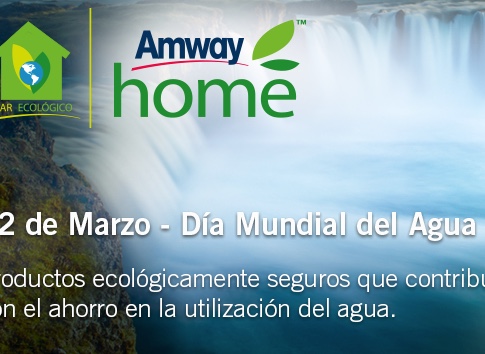 AR ECOLÓGICO
Amway
home™
2 de Marzo - Día Mundial del Agua
roductos ecológicamente seguros que contribu
on el ahorro en la utilización del agua.